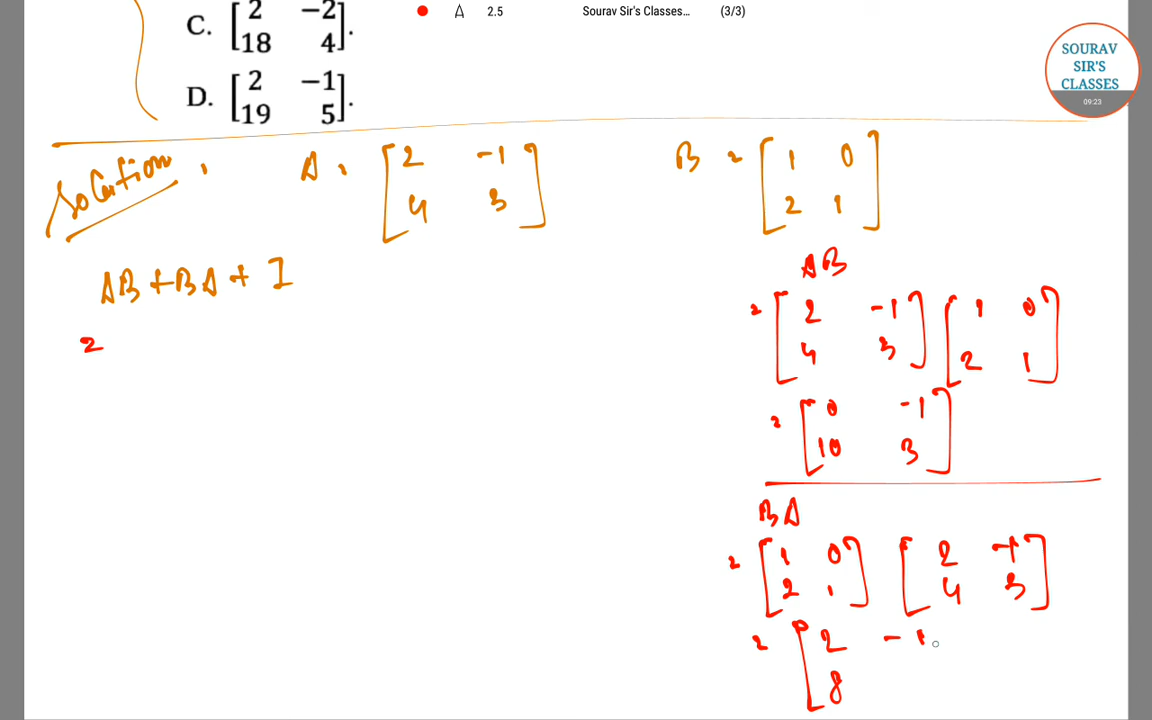 C. [2 -2
18 4].
A 2.5 Sourav Sir's Classes... (3/3)
SOURAV
SIR'S
CLASSES
09:23
D. [2 -1
19 5].
Solution, A = [2 -1
4 3]
B = [1 0
2 1]
AB + BA + I
=
AB
= [2 -1 [1 0
4 3] 2 1]
= [0 -1
10 3]
BA
= [1 0 [2 -1
2 1] 4 3]
= [2 -1
8